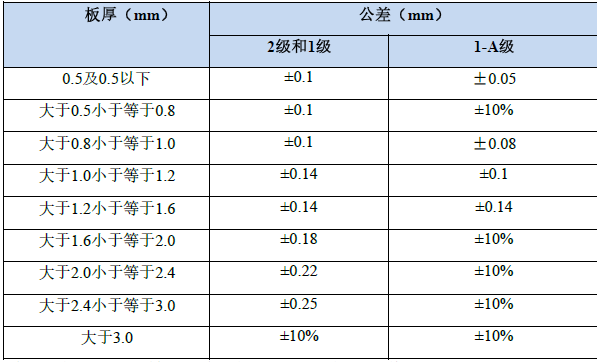 板厚（mm） 公差（mm）
2级和1级 1-A级
0.5及0.5以下 ±0.1 ±0.05
大于0.5小于等于0.8 ±0.1 ±10%
大于0.8小于等于1.0 ±0.1 ±0.08
大于1.0小于等于1.2 ±0.14 ±0.1
大于1.2小于等于1.6 ±0.14 ±0.14
大于1.6小于等于2.0 ±0.18 ±10%
大于2.0小于等于2.4 ±0.22 ±10%
大于2.4小于等于3.0 ±0.25 ±10%
大于3.0 ±10% ±10%